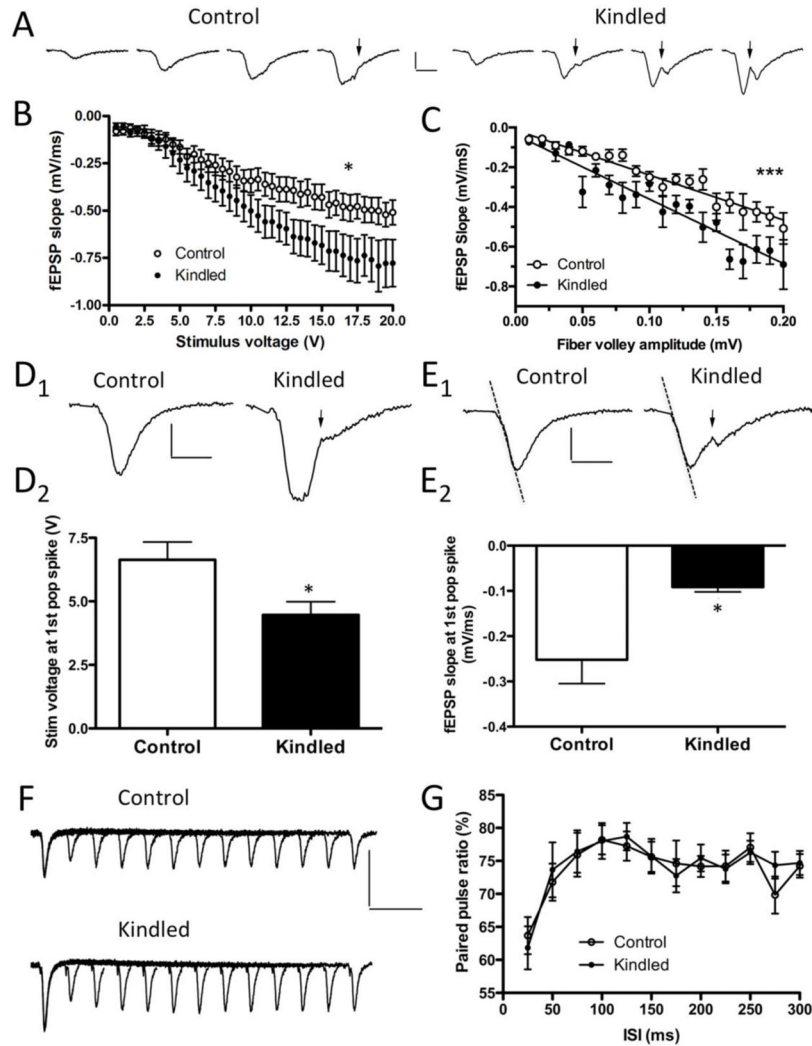 A
Control
Kindled
B
0.00
-0.25
-0.50
-0.75
-1.00
fEPSP slope (mV/ms)
*
Control
Kindled
0.0 2.5 5.0 7.5 10.0 12.5 15.0 17.5 20.0
Stimulus voltage (V)
C
-0.0
-0.2
-0.4
-0.6
-0.8
fEPSP Slope (mV/mS)
***
Control
Kindled
0.00 0.05 0.10 0.15 0.20
Fiber volley amplitude (mV)
D1
Control
Kindled
E1
Control
Kindled
D2
7.5
5.0
2.5
0.0
Stim voltage at 1st pop spike (V)
*
Control
Kindled
E2
0.0
-0.1
-0.2
-0.3
-0.4
fEPSP slope at 1st pop spike
(mV/ms)
*
Control
Kindled
F
Control
Kindled
G
90
85
80
75
70
65
60
55
Paired pulse ratio (%)
Control
Kindled
0 50 100 150 200 250 300
ISI (ms)